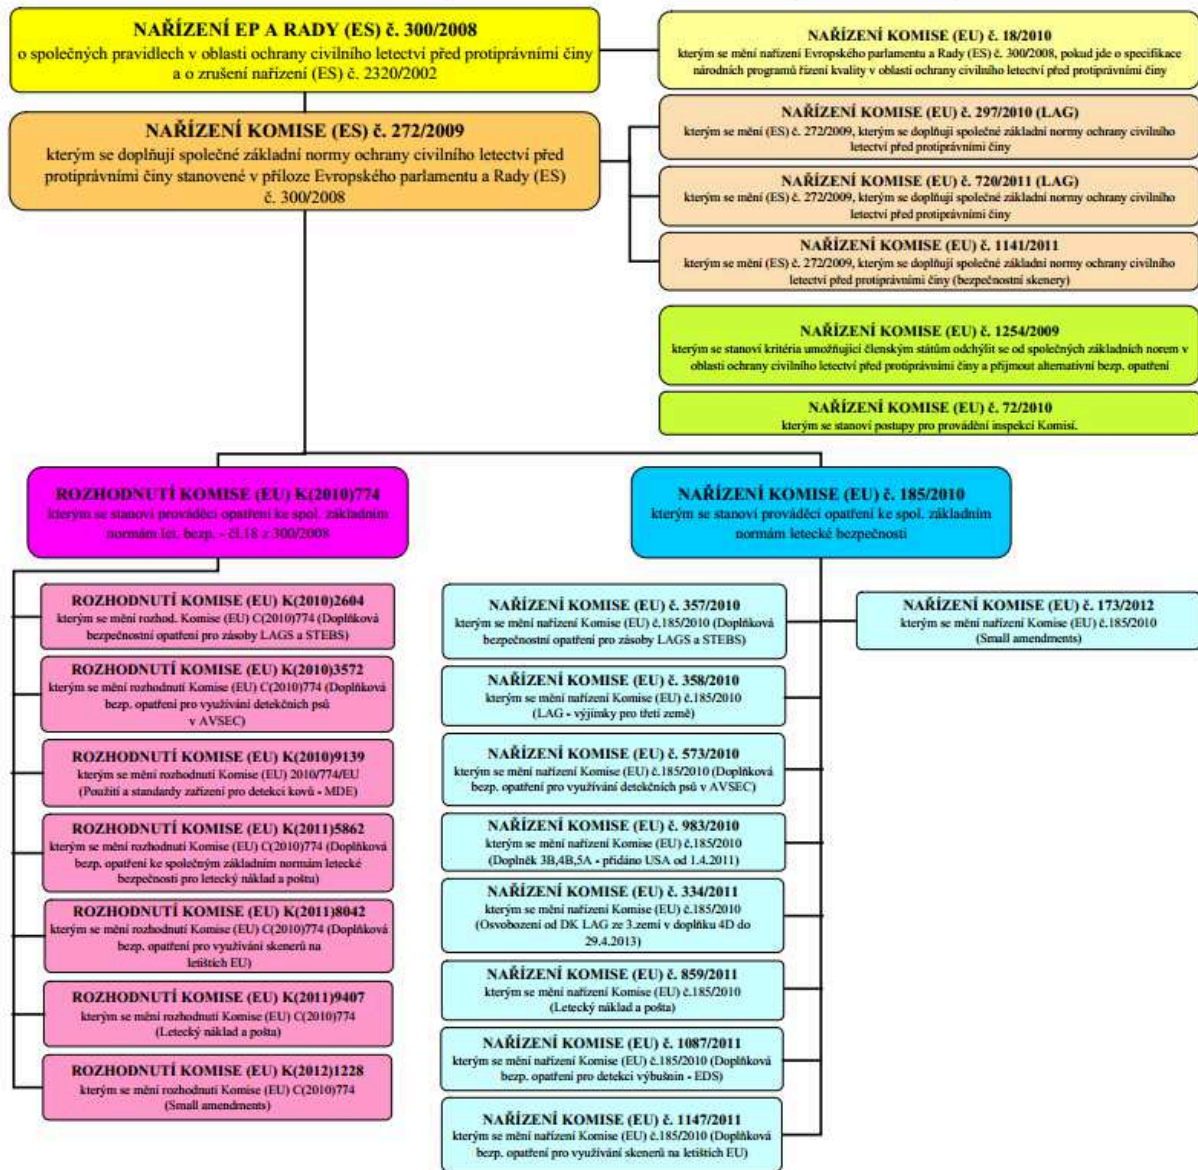 NAŘÍZENÍ EP A RADY (ES) č. 300/2008
o společných pravidlech v oblasti ochrany civilního letectví před protiprávními činy
a o zrušení nařízení (ES) č. 2320/2002
NAŘÍZENÍ KOMISE (EU) č. 18/2010
kterým se mění nařízení Evropského parlamentu a Rady (ES) č. 300/2008, pokud jde o specifikace
národních programů řízení kvality v oblasti ochrany civilního letectví před protiprávními činy
NAŘÍZENÍ KOMISE (ES) č. 272/2009
kterým se doplňují společné základní normy ochrany civilního letectví před
protiprávními činy stanovené v příloze Evropského parlamentu a Rady (ES)
č. 300/2008
NAŘÍZENÍ KOMISE (EU) č. 297/2010 (LAG)
kterým se mění (ES) č. 272/2009, kterým se doplňují společné základní normy ochrany civilního
letectví před protiprávními činy
NAŘÍZENÍ KOMISE (EU) č. 720/2011 (LAG)
kterým se mění (ES) č. 272/2009, kterým se doplňují společné základní normy ochrany civilního
letectví před protiprávními činy
NAŘÍZENÍ KOMISE (EU) č. 1141/2011
kterým se mění (ES) č. 272/2009, kterým se doplňují společné základní normy ochrany civilního
letectví před protiprávními činy (bezpečnostní skenery)
NAŘÍZENÍ KOMISE (EU) č. 1254/2009
kterým se stanoví kritéria umožňující členským státům odchýlit se od společných základních norem v
oblasti ochrany civilního letectví před protiprávními činy a přijmout alternativní bezp. opatření
NAŘÍZENÍ KOMISE (EU) č. 72/2010
kterým se stanoví postupy pro provádění inspekcí Komisí.
ROZHODNUTÍ KOMISE (EU) K(2010)774
kterým se stanoví prováděcí opatření ke spol. základním
normám let. bezp. - čl.18 z 300/2008
ROZHODNUTÍ KOMISE (EU) K(2010)2604
kterým se mění rozhod. Komise (EU) C(2010)774 (Doplňková
bezpečnostní opatření pro zásoby LAGS a STEBS)
ROZHODNUTÍ KOMISE (EU) K(2010)3572
kterým se mění rozhodnutí Komise (EU) C(2010)774 (Doplňková
bezp. opatření pro využívání detekčních psů
v AVSEC)
ROZHODNUTÍ KOMISE (EU) K(2010)9139
kterým se mění rozhodnutí Komise (EU) 2010/774/EU
(Použití a standardy zařízení pro detekci kovů - MDE)
ROZHODNUTÍ KOMISE (EU) K(2011)5862
kterým se mění rozhodnutí Komise (EU) C(2010)774 (Doplňková
bezp. opatření ke společným základním normám letecké
bezpečnosti pro letecký náklad a poštu)
ROZHODNUTÍ KOMISE (EU) K(2011)8042
kterým se mění rozhodnutí Komise (EU) C(2010)774 (Doplňková
bezp. opatření pro využívání skenerů na
letištích EU)
ROZHODNUTÍ KOMISE (EU) K(2011)9407
kterým se mění rozhodnutí Komise (EU) C(2010)774
(Letecký náklad a pošta)
ROZHODNUTÍ KOMISE (EU) K(2012)1228
kterým se mění rozhodnutí Komise (EU) C(2010)774
(Small amendments)
NAŘÍZENÍ KOMISE (EU) č. 185/2010
kterým se stanoví prováděcí opatření ke spol. základním
normám letecké bezpečnosti
NAŘÍZENÍ KOMISE (EU) č. 357/2010
kterým se mění nařízení Komise (EU) č.185/2010 (Doplňková
bezpečnostní opatření pro zásoby LAGS a STEBS)
NAŘÍZENÍ KOMISE (EU) č. 358/2010
kterým se mění nařízení Komise (EU) č.185/2010
(LAG - výjímky pro třetí země)
NAŘÍZENÍ KOMISE (EU) č. 573/2010
kterým se mění nařízení Komise (EU) č.185/2010 (Doplňková
bezp. opatření pro využívání detekčních psů v AVSEC)
NAŘÍZENÍ KOMISE (EU) č. 983/2010
kterým se mění nařízení Komise (EU) č.185/2010
(Doplněk 3B,4B,5A - přidáno USA od 1.4.2011)
NAŘÍZENÍ KOMISE (EU) č. 334/2011
kterým se mění nařízení Komise (EU) č.185/2010
(Osvobození od DK LAG ze 3.zemí v doplňku 4D do
29.4.2013)
NAŘÍZENÍ KOMISE (EU) č. 859/2011
kterým se mění nařízení Komise (EU) č.185/2010
(Letecký náklad a pošta)
NAŘÍZENÍ KOMISE (EU) č. 1087/2011
kterým se mění nařízení Komise (EU) č.185/2010 (Doplňková
bezp. opatření pro detekci výbušnin - EDS)
NAŘÍZENÍ KOMISE (EU) č. 1147/2011
kterým se mění nařízení Komise (EU) č.185/2010 (Doplňková
bezp. opatření pro využívání skenerů na letištích EU)
NAŘÍZENÍ KOMISE (EU) č. 173/2012
kterým se mění nařízení Komise (EU) č.185/2010
(Small amendments)